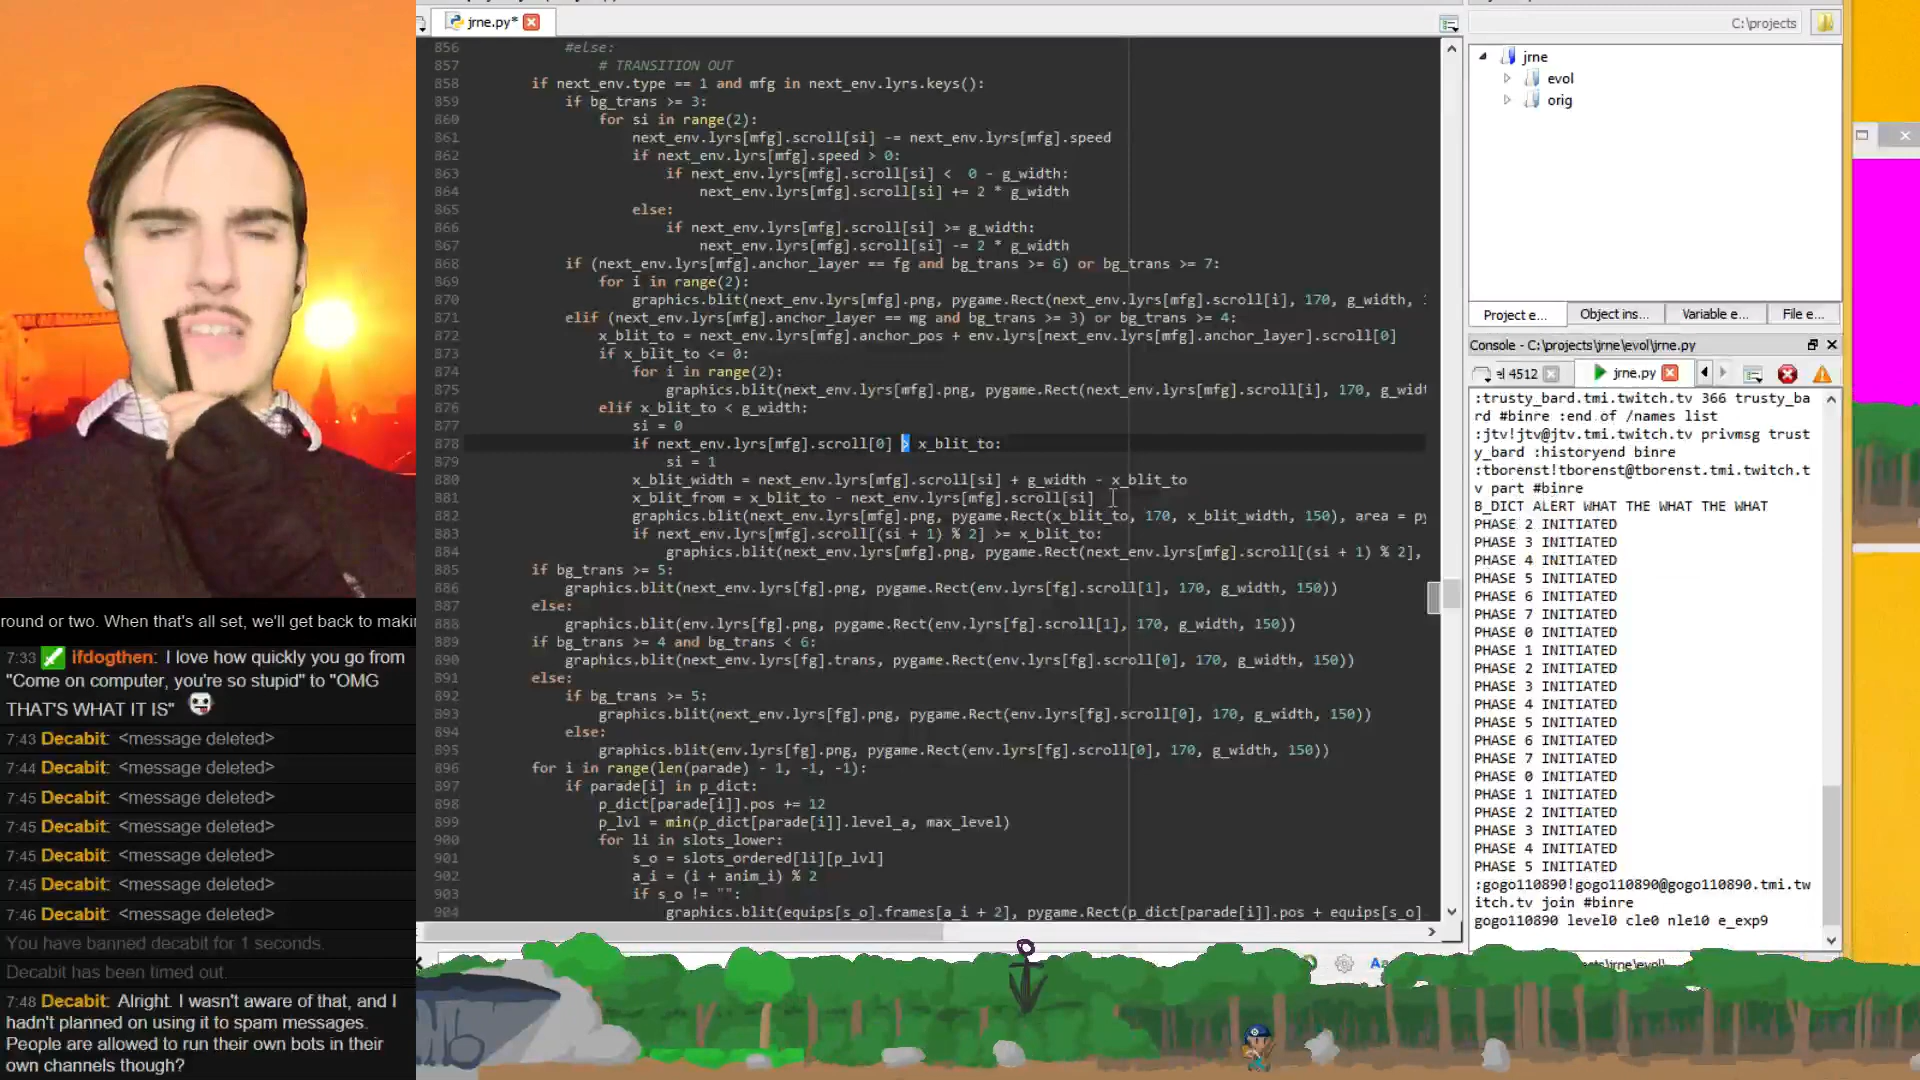 jrne.py*
856 #else:
857 # TRANSITION OUT
858 if next_env.type == 1 and mfg in next_env.lyrs.keys():
859 if bg_trans >= 3:
860 for si in range(2):
861 next_env.lyrs[mfg].scroll[si] -= next_env.lyrs[mfg].speed
862 if next_env.lyrs[mfg].speed > 0:
863 if next_env.lyrs[mfg].scroll[si] <  0 - g_width:
864 next_env.lyrs[mfg].scroll[si] += 2 * g_width
865 else:
866 if next_env.lyrs[mfg].scroll[si] >= g_width:
867 next_env.lyrs[mfg].scroll[si] -= 2 * g_width
868 if (next_env.lyrs[mfg].anchor_layer == fg and bg_trans >= 6) or bg_trans >= 7:
869 for i in range(2):
870 graphics.blit(next_env.lyrs[mfg].png, pygame.Rect(next_env.lyrs[mfg].scroll[i], 170, g_width, 1
871 elif (next_env.lyrs[mfg].anchor_layer == mg and bg_trans >= 3) or bg_trans >= 4:
872 x_blit_to = next_env.lyrs[mfg].anchor_pos + env.lyrs[next_env.lyrs[mfg].anchor_layer].scroll[0]
873 if x_blit_to <= 0:
874 for i in range(2):
875 graphics.blit(next_env.lyrs[mfg].png, pygame.Rect(next_env.lyrs[mfg].scroll[i], 170, g_widt
876 elif x_blit_to < g_width:
877 si = 0
878 if next_env.lyrs[mfg].scroll[0] > x_blit_to:
879 si = 1
880 x_blit_width = next_env.lyrs[mfg].scroll[si] + g_width - x_blit_to
881 x_blit_from = x_blit_to - next_env.lyrs[mfg].scroll[si]
882 graphics.blit(next_env.lyrs[mfg].png, pygame.Rect(x_blit_to, 170, x_blit_width, 150), area = py
883 if next_env.lyrs[mfg].scroll[(si + 1) % 2] >= x_blit_to:
884 graphics.blit(next_env.lyrs[mfg].png, pygame.Rect(next_env.lyrs[mfg].scroll[(si + 1) % 2],
885 if bg_trans >= 5:
886 graphics.blit(next_env.lyrs[fg].png, pygame.Rect(env.lyrs[fg].scroll[1], 170, g_width, 150))
887 else:
888 graphics.blit(env.lyrs[fg].png, pygame.Rect(env.lyrs[fg].scroll[1], 170, g_width, 150))
889 if bg_trans >= 4 and bg_trans < 6:
890 graphics.blit(next_env.lyrs[fg].trans, pygame.Rect(env.lyrs[fg].scroll[0], 170, g_width, 150))
891 else:
892 if bg_trans >= 5:
893 graphics.blit(next_env.lyrs[fg].png, pygame.Rect(env.lyrs[fg].scroll[0], 170, g_width, 150))
894 else:
895 graphics.blit(env.lyrs[fg].png, pygame.Rect(env.lyrs[fg].scroll[0], 170, g_width, 150))
896 for i in range(len(parade) - 1, -1, -1):
897 if parade[i] in p_dict:
898 p_dict[parade[i]].pos += 12
899 p_lvl = min(p_dict[parade[i]].level_a, max_level)
900 for li in slots_lower:
901 s_o = slots_ordered[li][p_lvl]
902 a_i = (i + anim_i) % 2
903 if s_o != "":
904 graphics.blit(equips[s_o].frames[a_i + 2], pygame.Rect(p_dict[parade[i]].pos + equips[s_o]
C:\projects
jrne
evol
orig
Project e... Object ins... Variable e... File e...
Console - C:\projects\jrne\evol\jrne.py
el 4512 jrne.py
:trusty_bard.tmi.twitch.tv 366 trusty_ba
rd #binre :end of /names list
:jtv!jtv@jtv.tmi.twitch.tv privmsg trust
y_bard :historyend binre
:tborenst!tborenst@tborenst.tmi.twitch.t
v part #binre
B_DICT ALERT WHAT THE WHAT THE WHAT
PHASE 2 INITIATED
PHASE 3 INITIATED
PHASE 4 INITIATED
PHASE 5 INITIATED
PHASE 6 INITIATED
PHASE 7 INITIATED
PHASE 0 INITIATED
PHASE 1 INITIATED
PHASE 2 INITIATED
PHASE 3 INITIATED
PHASE 4 INITIATED
PHASE 5 INITIATED
PHASE 6 INITIATED
PHASE 7 INITIATED
PHASE 0 INITIATED
PHASE 1 INITIATED
PHASE 2 INITIATED
PHASE 3 INITIATED
PHASE 4 INITIATED
PHASE 5 INITIATED
:gogo110890!gogo110890@gogo110890.tmi.tw
itch.tv join #binre
gogo110890 level0 cle0 nle10 e_exp9
round or two. When that's all set, we'll get back to maki
7:33 ifdogthen: I love how quickly you go from
"Come on computer, you're so stupid" to "OMG
THAT'S WHAT IT IS"
7:43 Decabit: <message deleted>
7:44 Decabit: <message deleted>
7:45 Decabit: <message deleted>
7:45 Decabit: <message deleted>
7:45 Decabit: <message deleted>
7:45 Decabit: <message deleted>
7:46 Decabit: <message deleted>
You have banned decabit for 1 seconds.
Decabit has been timed out.
7:48 Decabit: Alright. I wasn't aware of that, and I
hadn't planned on using it to spam messages.
People are allowed to run their own bots in their
own channels though?